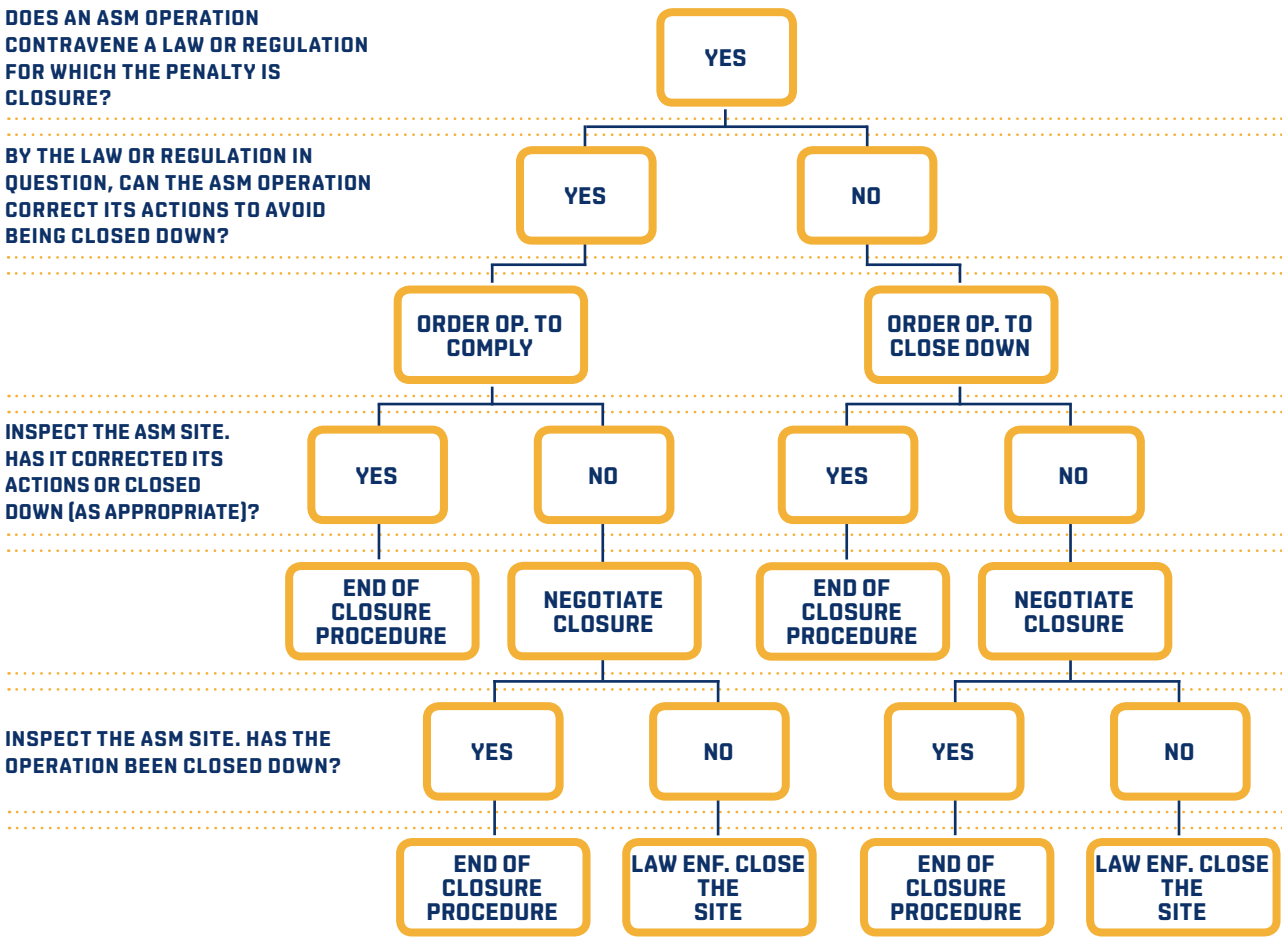 DOES AN ASM OPERATION
CONTRAVENE A LAW OR REGULATION
FOR WHICH THE PENALTY IS
CLOSURE?
YES
BY THE LAW OR REGULATION IN
QUESTION, CAN THE ASM OPERATION
CORRECT ITS ACTIONS TO AVOID
BEING CLOSED DOWN?
YES
NO
ORDER OP. TO
COMPLY
ORDER OP. TO
CLOSE DOWN
INSPECT THE ASM SITE.
HAS IT CORRECTED ITS
ACTIONS OR CLOSED
DOWN (AS APPROPRIATE)?
YES
NO
YES
NO
END OF
CLOSURE
PROCEDURE
NEGOTIATE
CLOSURE
END OF
CLOSURE
PROCEDURE
NEGOTIATE
CLOSURE
INSPECT THE ASM SITE. HAS THE
OPERATION BEEN CLOSED DOWN?
YES
NO
YES
NO
END OF
CLOSURE
PROCEDURE
LAW ENF. CLOSE
THE
SITE
END OF
CLOSURE
PROCEDURE
LAW ENF. CLOSE
THE
SITE